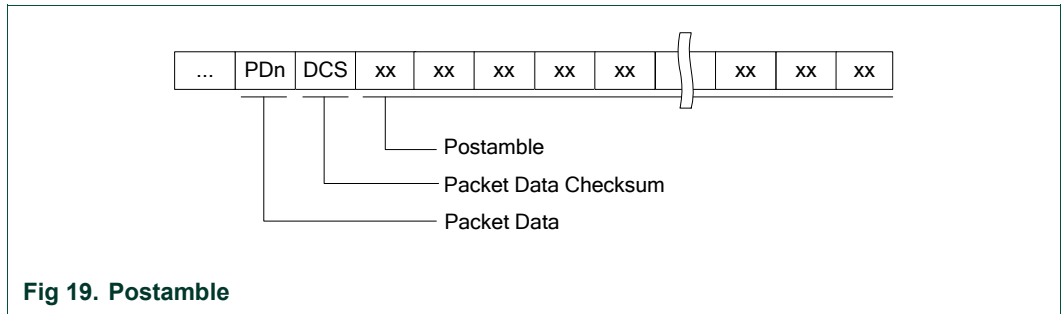 ... PDn DCS xx xx xx xx xx xx xx xx
Postamble
Packet Data Checksum
Packet Data
Fig 19. Postamble